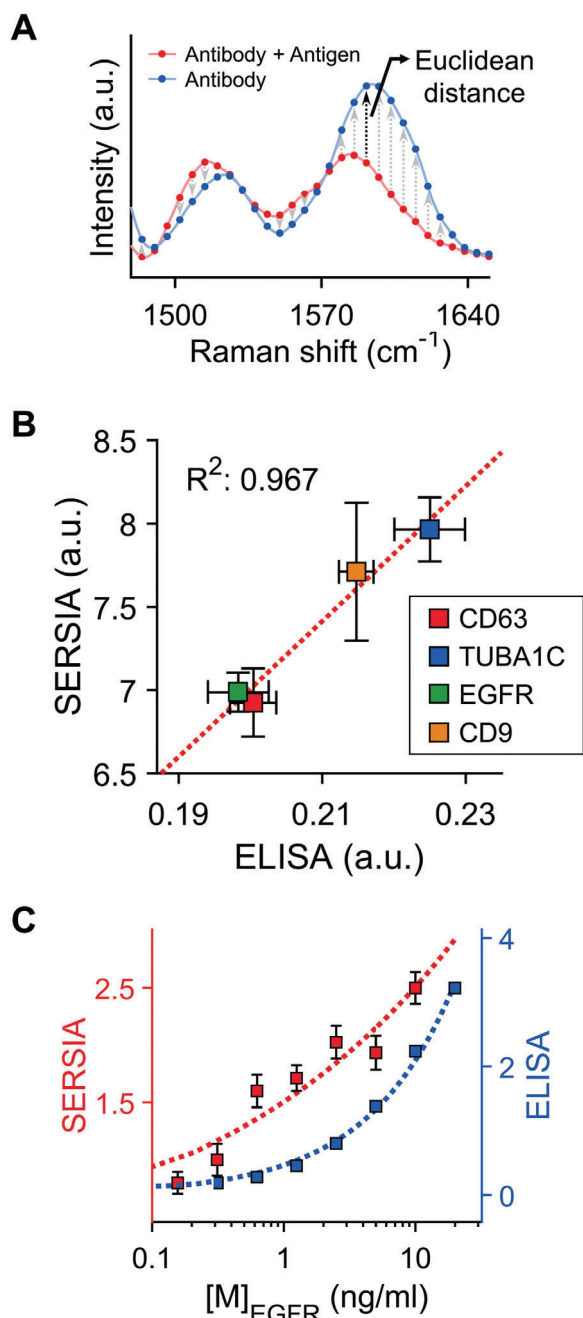 A
Antibody + Antigen
Antibody
Euclidean
distance
Intensity (a.u.)
1500 1570 1640
Raman shift (cm⁻¹)
B
8.5
R²: 0.967
8
7.5
7
6.5
SERSIA (a.u.)
CD63
TUBA1C
EGFR
CD9
0.19 0.21 0.23
ELISA (a.u.)
C
2.5
1.5
SERSIA
4
2
0
ELISA
0.1 1 10
[M]EGFR (ng/ml)